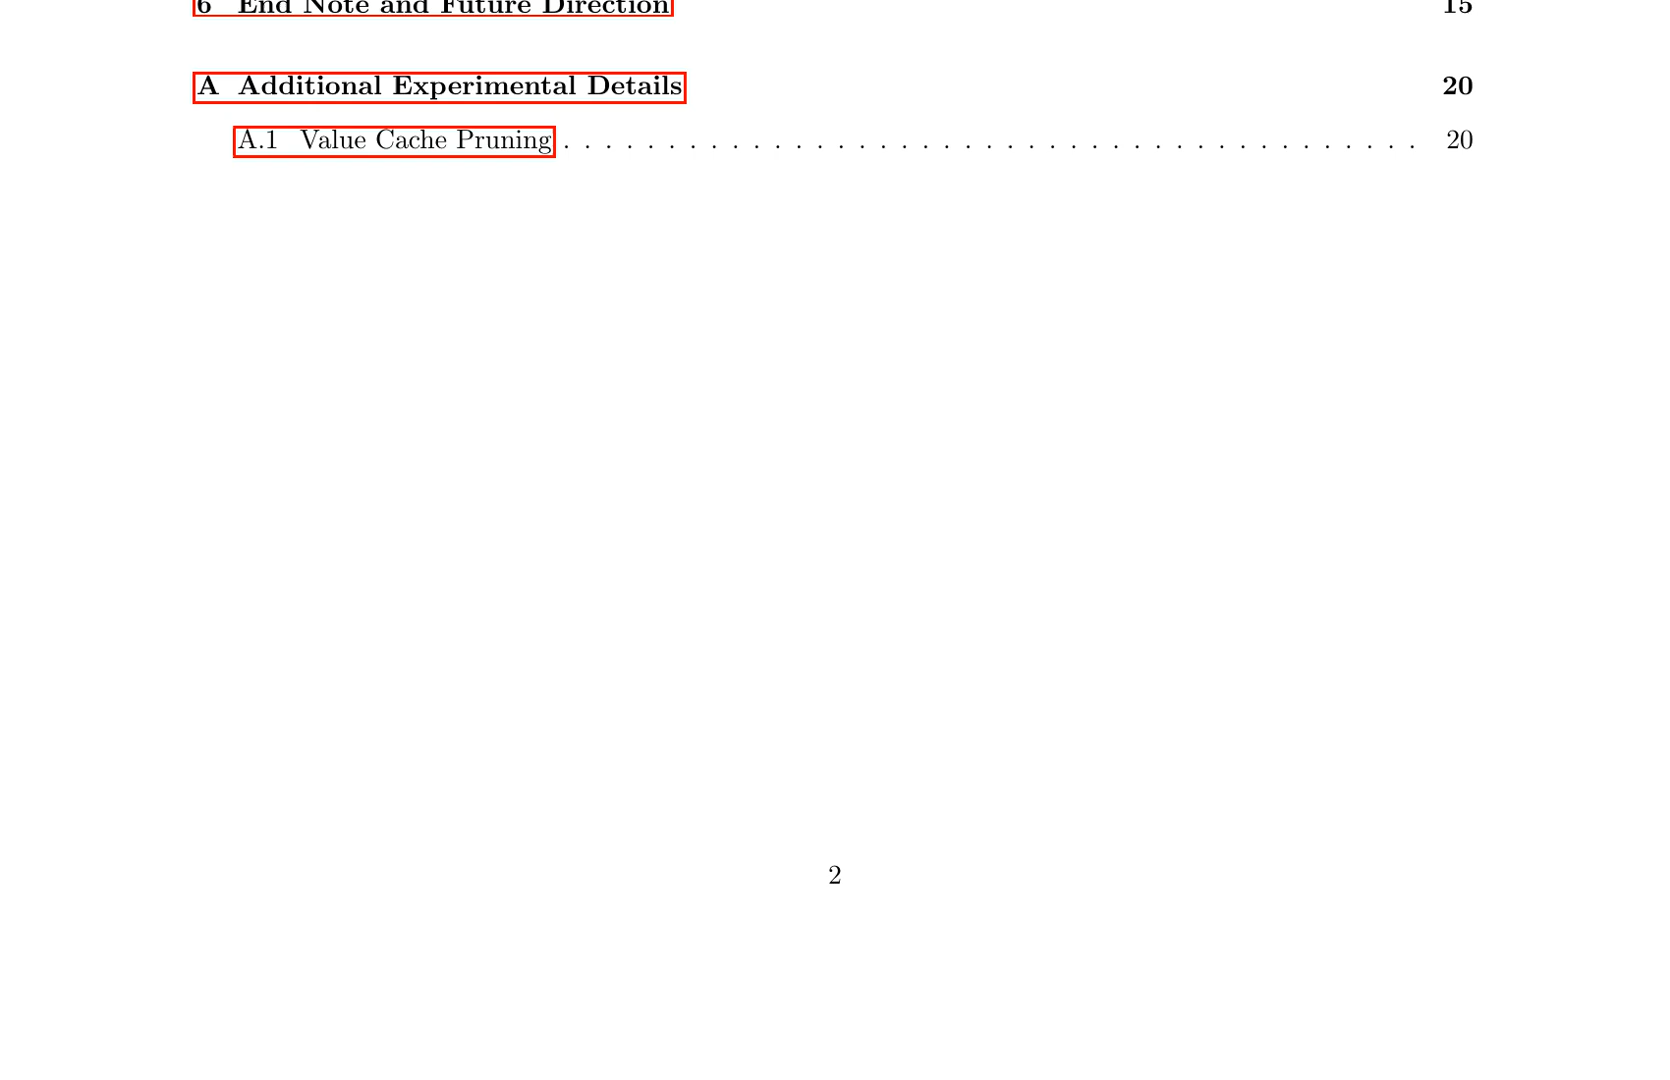 6 End Note and Future Direction 15
A Additional Experimental Details 20
A.1 Value Cache Pruning . . . . . . . . . . . . . . . . . . . . . . . . . . . . . . . . . . . . . . . . . 20
2